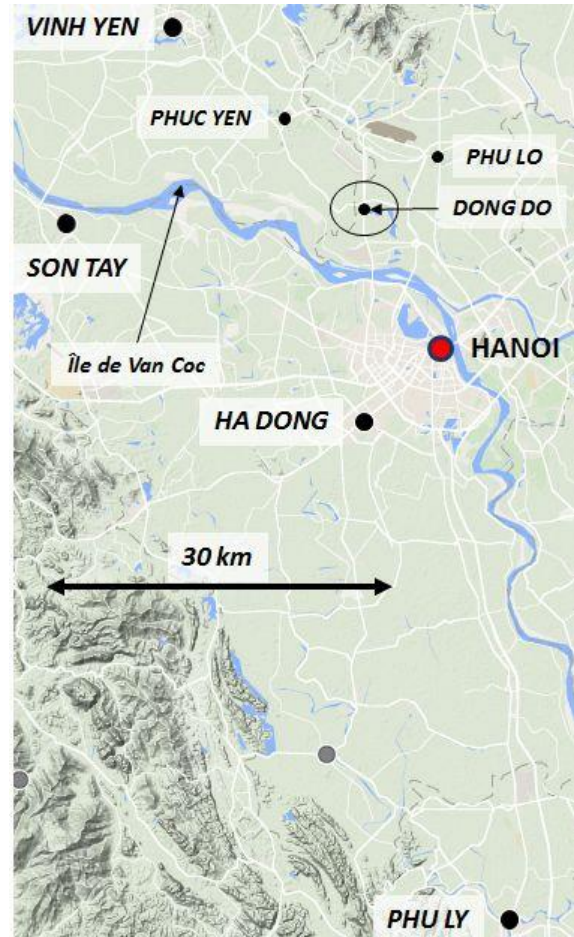 VINH YEN
PHUC YEN
PHU LO
DONG DO
SON TAY
Île de Van Coc
HANOI
HA DONG
30 km
PHU LY